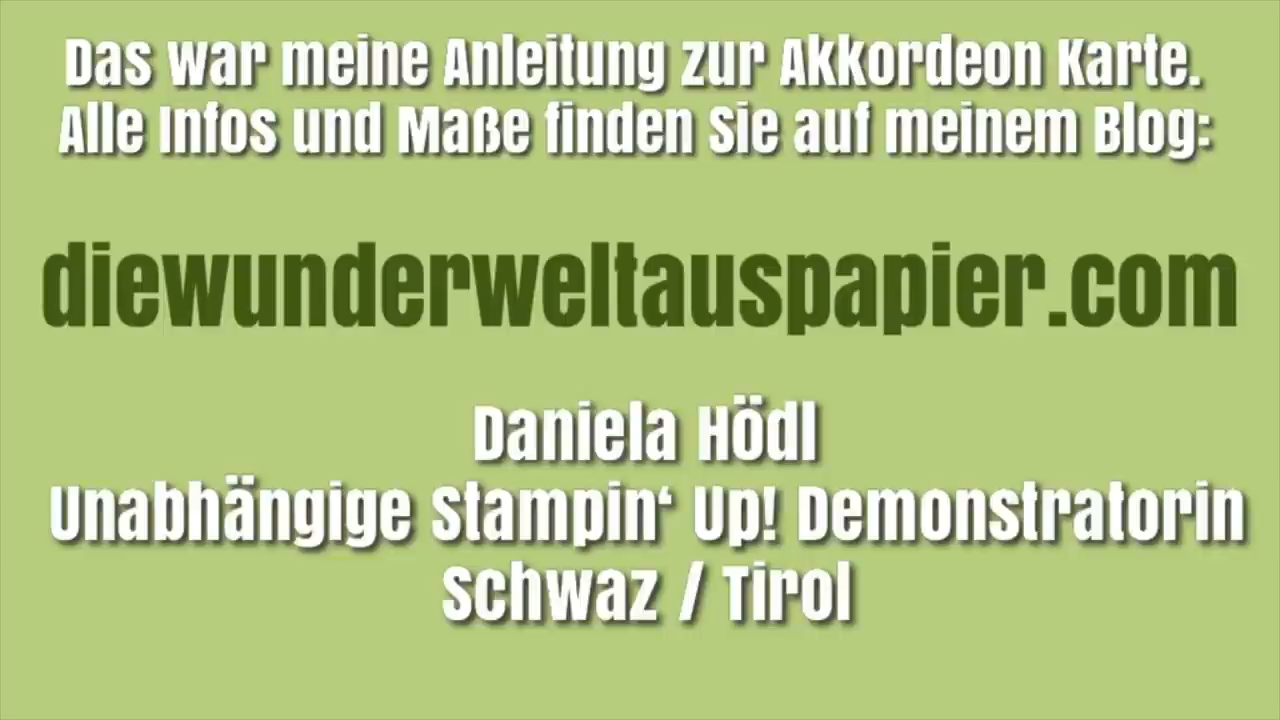 Das war meine Anleitung zur Akkordeon Karte.
Alle Infos und Maße finden Sie auf meinem Blog:
diewunderweltauspapier.com
Daniela Hödl
Unabhängige Stampin‘ Up! Demonstratorin
Schwaz / Tirol